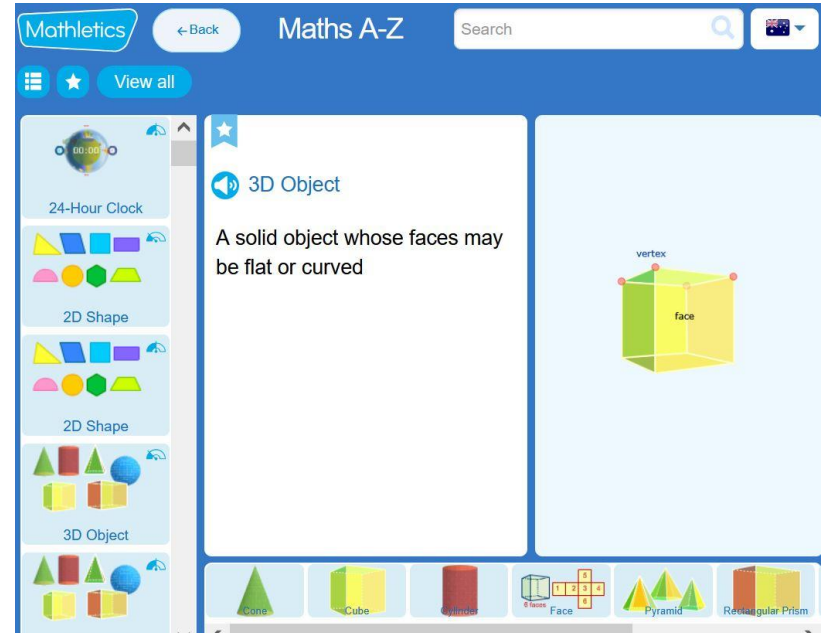 Mathletics
←Back
Maths A-Z
Search
View all
00:00
24-Hour Clock
2D Shape
2D Shape
3D Object
3D Object
A solid object whose faces may
be flat or curved
vertex
face
Cone
Cube
Cylinder
6 faces
5
1 2 3 4
6
Face
Pyramid
Rectangular Prism